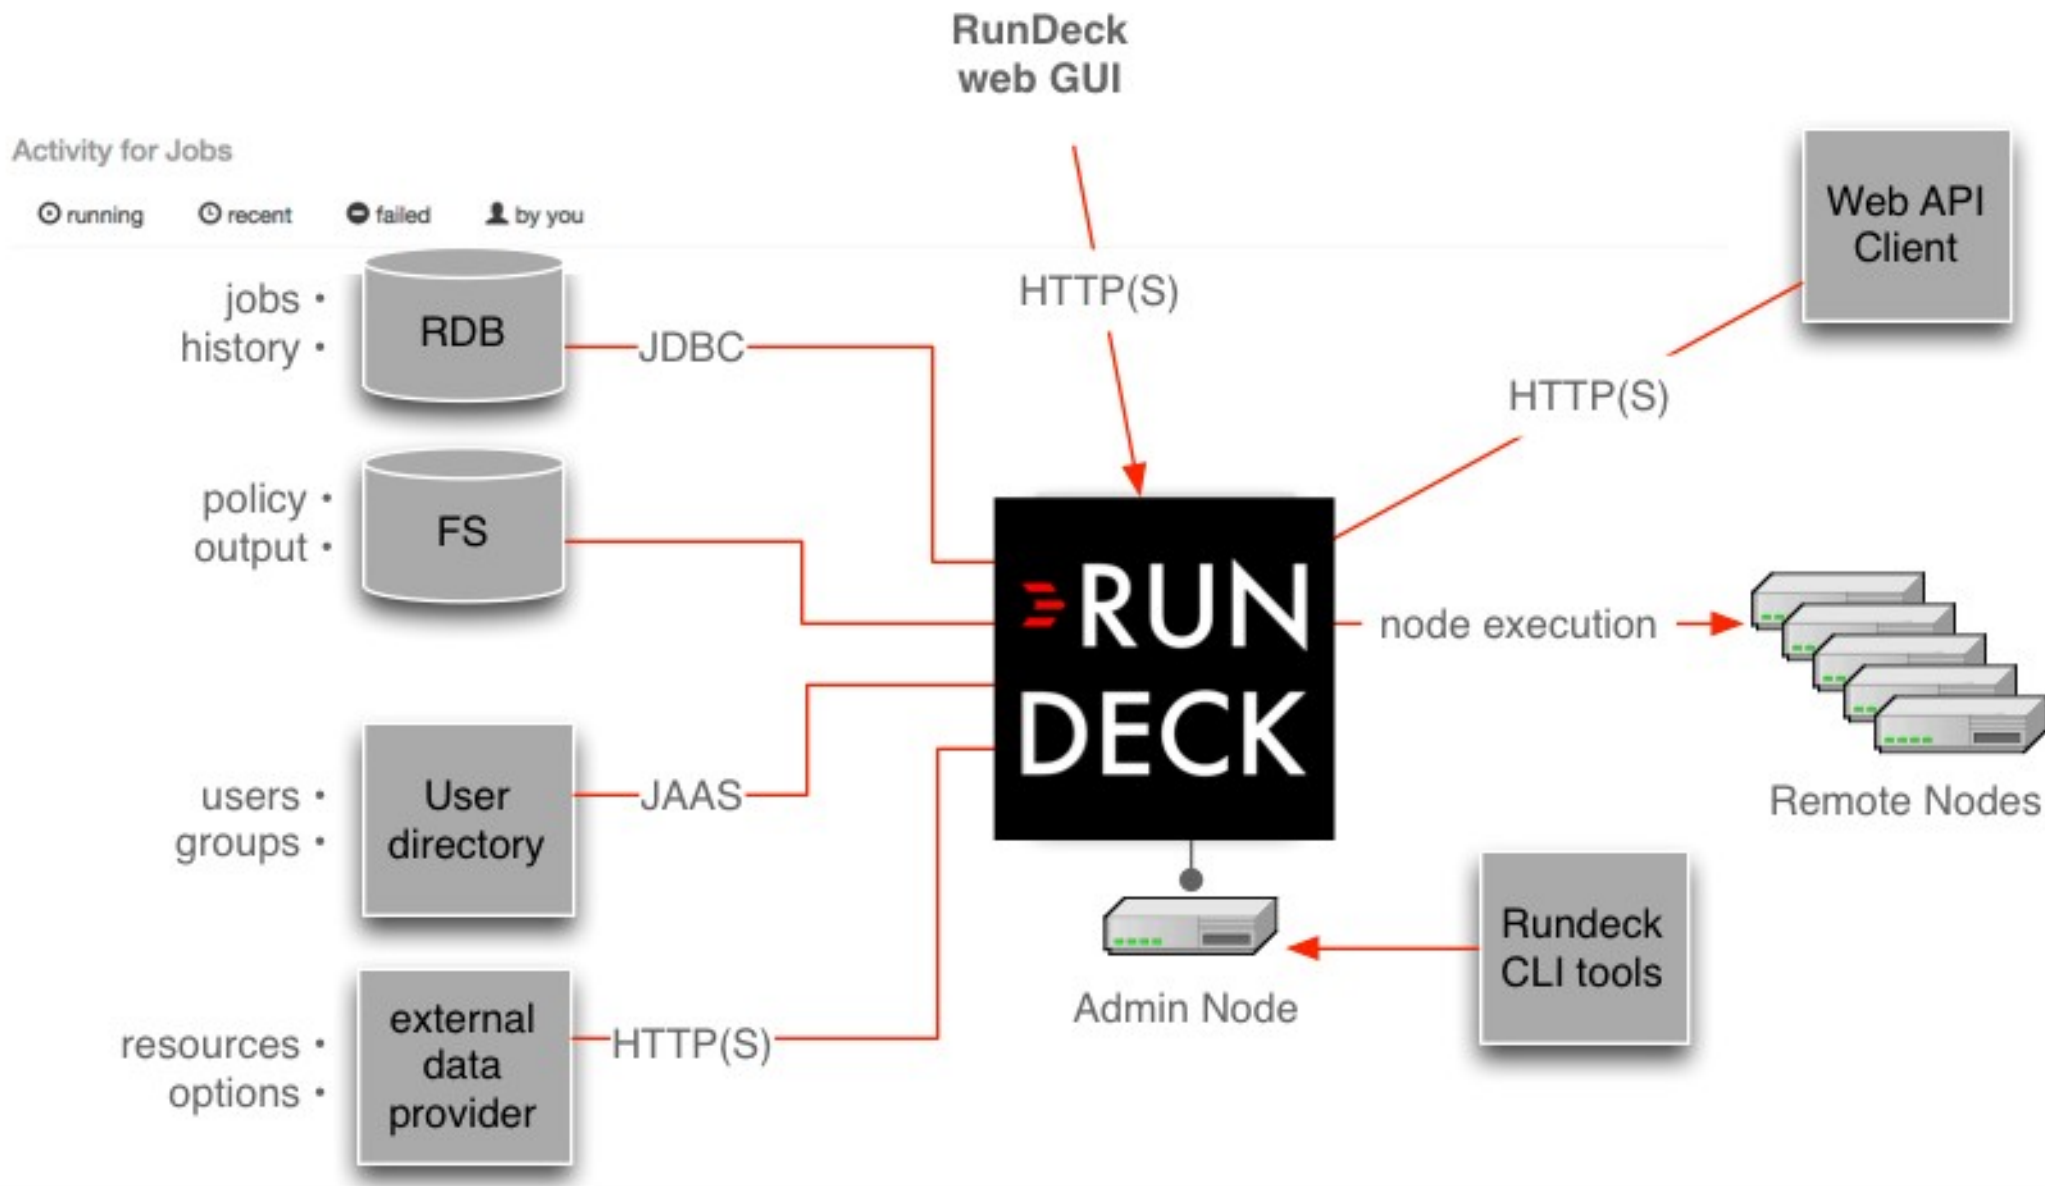 RunDeck
web GUI
Activity for Jobs
running recent failed by you
HTTP(S)
Web API
Client
jobs •
history •
RDB
JDBC
HTTP(S)
policy •
output •
FS
RUN
DECK
node execution
Remote Nodes
users •
groups •
User
directory
JAAS
Admin Node
Rundeck
CLI tools
resources •
options •
external
data
provider
HTTP(S)